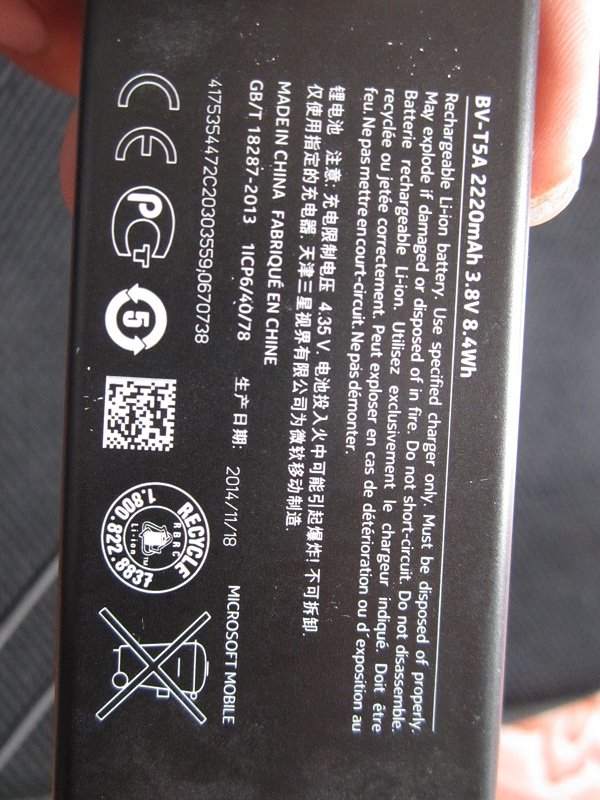 BV-T5A 2220mAh 3.8V 8.4Wh
Rechargeable Li-ion battery. Use specified charger only. Must be disposed of properly.
May explode if damaged or disposed of in fire. Do not short-circuit. Do not disassemble.
Batterie rechargeable Li-ion. Utilisez exclusivement le chargeur indiqué. Doit être
recyclée ou jetée correctement. Peut exploser en cas de détérioration ou d´exposition au
feu. Ne pas mettre en court-circuit. Ne pas démonter.
锂电池 注意: 充电限制电压 4.35 V. 电池投入火中可能引起爆炸! 不可拆卸.
仅使用指定的充电器. 天津三星视界有限公司为微软移动制造.
MADE IN CHINA FABRIQUÉ EN CHINE
GB/T 18287-2013 1ICP6/40/78 生产日期: 2014/11/18 MICROSOFT MOBILE
4175354472C20303559;0670738
CE
PCT
5
RECYCLE
RBRC
Li-ion
TM
1.800.822.8837